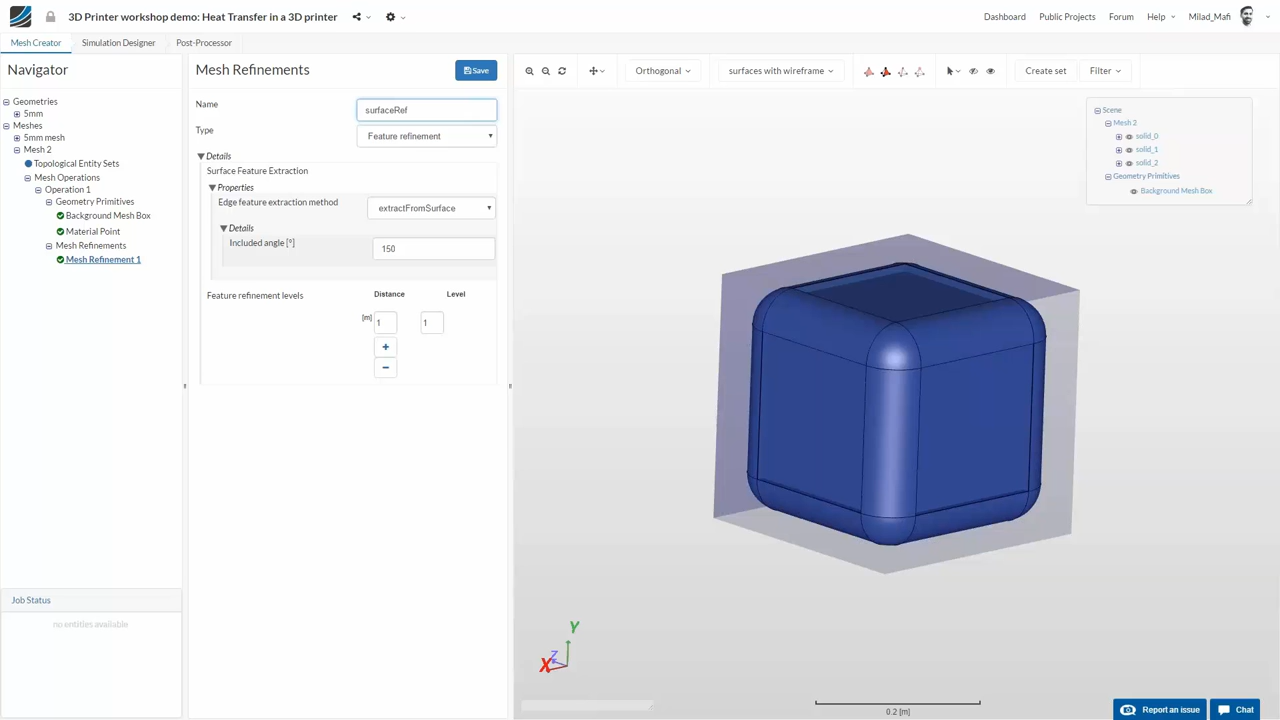 3D Printer workshop demo: Heat Transfer in a 3D printer
Dashboard
Public Projects
Forum
Help
Milad_Mafi
Mesh Creator
Simulation Designer
Post-Processor
Navigator
Geometries
5mm
Meshes
5mm mesh
Mesh 2
Topological Entity Sets
Mesh Operations
Operation 1
Geometry Primitives
Background Mesh Box
Material Point
Mesh Refinements
Mesh Refinement 1
Job Status
no entities available
Mesh Refinements
Save
Name
surfaceRef
Type
Feature refinement
Details
Surface Feature Extraction
Properties
Edge feature extraction method
extractFromSurface
Details
Included angle [°]
150
Feature refinement levels
Distance
Level
[m]
1
1
+
−
Orthogonal
surfaces with wireframe
Create set
Filter
Scene
Mesh 2
solid_0
solid_1
solid_2
Geometry Primitives
Background Mesh Box
Y
Z
X
0.2 [m]
Report an issue
Chat